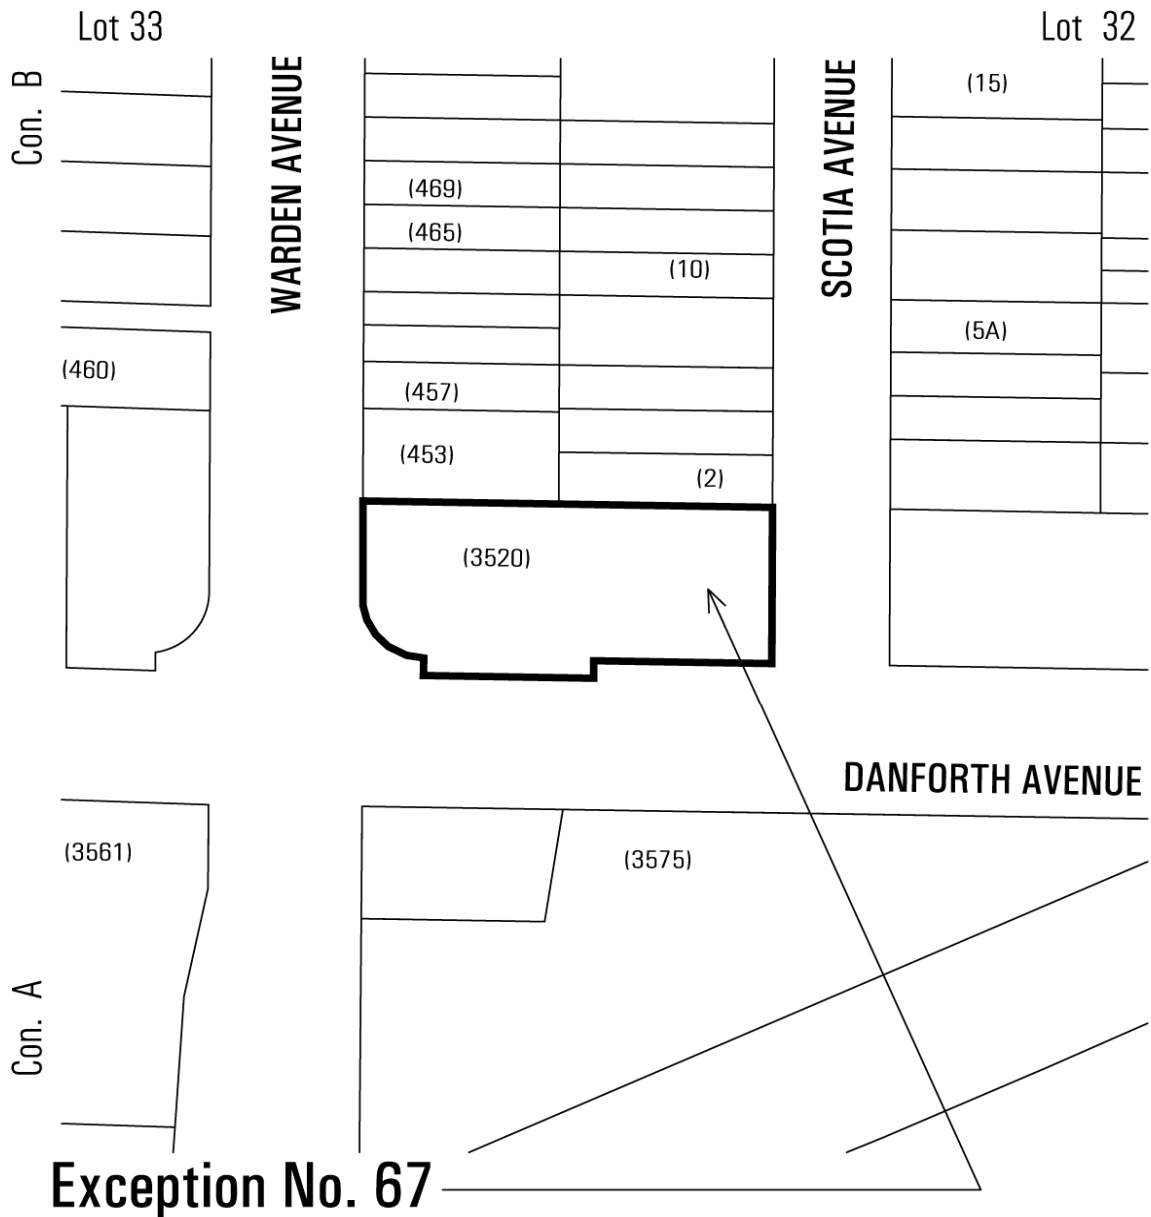 Lot 33
Lot 32
Con. B
WARDEN AVENUE
SCOTIA AVENUE
(15)
(469)
(465)
(10)
(5A)
(460)
(457)
(453)
(2)
(3520)
DANFORTH AVENUE
(3561)
(3575)
Con. A
Exception No. 67